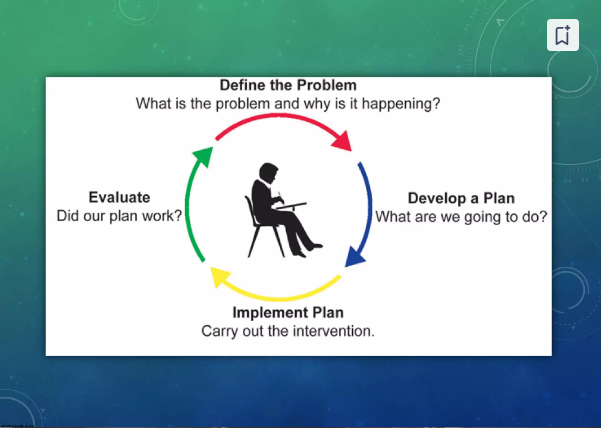 Define the Problem
What is the problem and why is it happening?
Evaluate
Did our plan work?
Develop a Plan
What are we going to do?
Implement Plan
Carry out the intervention.